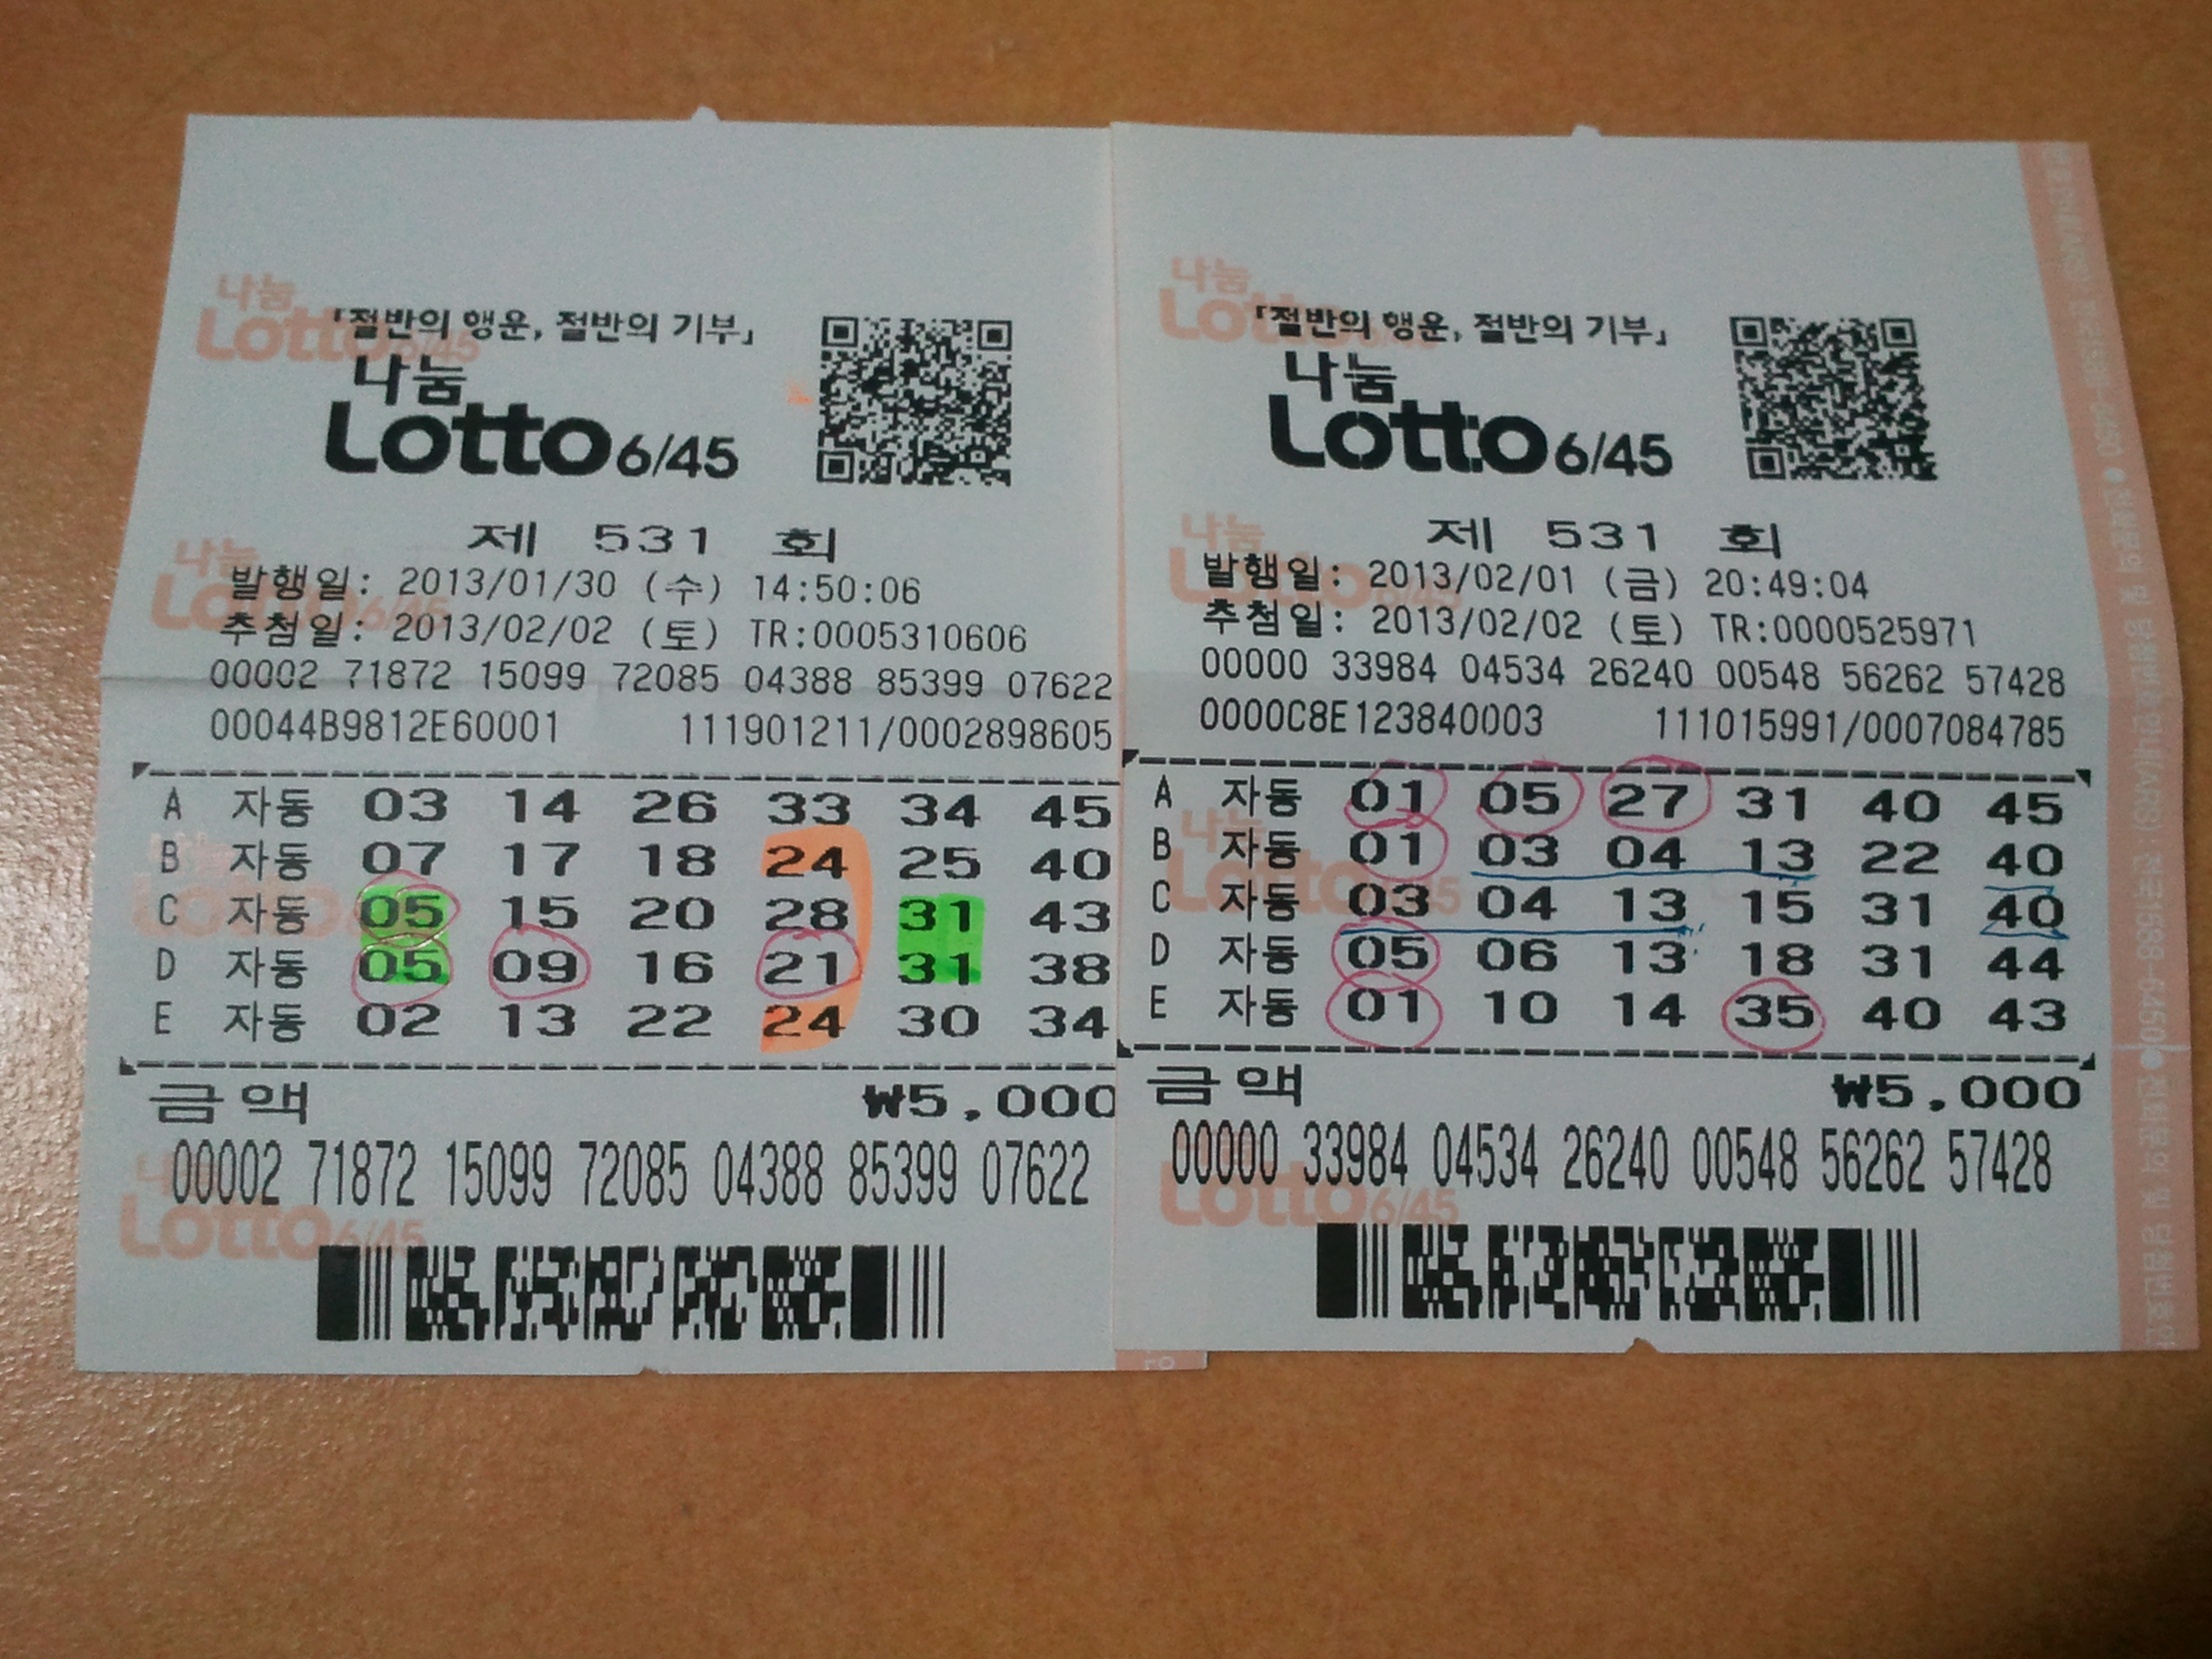 「절반의 행운, 절반의 기부」
나눔
Lotto 6/45
제 531 회
발행일: 2013/01/30 (수) 14:50:06
추첨일: 2013/02/02 (토) TR:0005310606
00002 71872 15099 72085 04388 85399 07622
00044B9812E60001 111901211/0002898605
A 자동 03 14 26 33 34 45
B 자동 07 17 18 24 25 40
C 자동 05 15 20 28 31 43
D 자동 05 09 16 21 31 38
E 자동 02 13 22 24 30 34
금액 ₩5,000
00002 71872 15099 72085 04388 85399 07622
「절반의 행운, 절반의 기부」
나눔
Lotto 6/45
제 531 회
발행일: 2013/02/01 (금) 20:49:04
추첨일: 2013/02/02 (토) TR:0000525971
00000 33984 04534 26240 00548 56262 57428
0000C8E123840003 111015991/0007084785
A 자동 01 05 27 31 40 45
B 자동 01 03 04 13 22 40
C 자동 03 04 13 15 31 40
D 자동 05 06 13 18 31 44
E 자동 01 10 14 35 40 43
금액 ₩5,000
00000 33984 04534 26240 00548 56262 57428